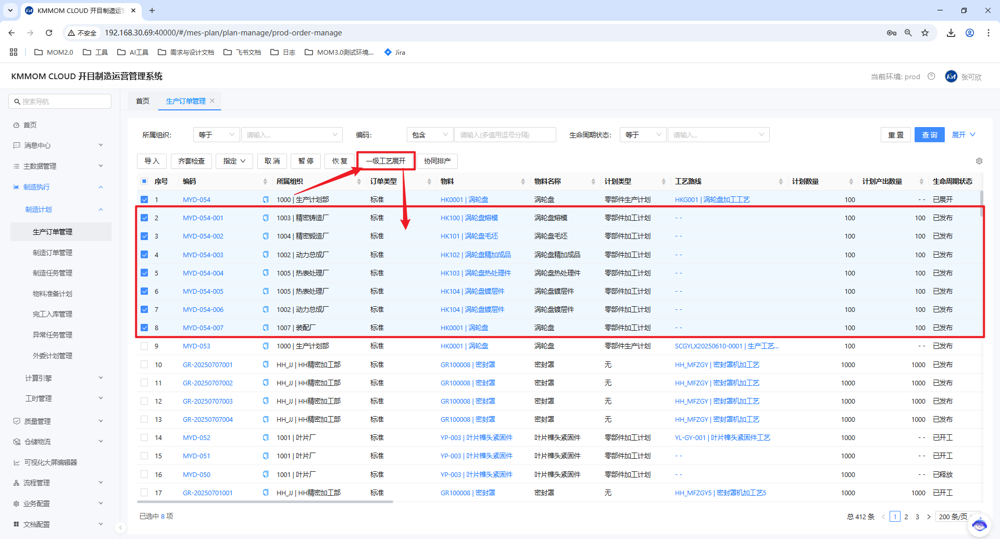 KMMOM CLOUD 开目制造运营
不安全 192.168.30.69:40000/#/mes-plan/plan-manage/prod-order-manage
MOM2.0 工具 AI工具 需求与设计文档 飞书文档 日志 MOM3.0测试环境... Jira
KMMOM CLOUD 开目制造运营管理系统 当前环境: prod 张可欣
搜索导航
首页
消息中心
主数据管理
制造执行
制造计划
生产订单管理
制造订单管理
制造任务管理
物料准备计划
完工入库管理
异常任务管理
外委计划管理
计算引擎
工时管理
质量管理
仓储物流
可视化大屏编辑器
流程管理
业务配置
文档配置
首页 生产订单管理
所属组织: 等于 请输入... 编码: 包含 请输入(多值用逗号分隔) 生命周期状态: 等于 请输入... 重 置 查 询 展开
导 入 齐套检查 指定 取 消 暂 停 恢 复 一级工艺展开 协同排产
序号 编码 所属组织 订单类型 物料 物料名称 计划类型 工艺路线 计划数量 计划产出数量 生命周期状态
1 MYD-054 1000 | 生产计划部 标准 HK0001 | 涡轮盘 涡轮盘 零部件生产计划 HKG001 | 涡轮盘加工工艺 100 - - 已展开
2 MYD-054-001 1003 | 精密铸造厂 标准 HK100 | 涡轮盘熔模 涡轮盘熔模 零部件加工计划 - - 100 100 已发布
3 MYD-054-002 1004 | 精密锻造厂 标准 HK101 | 涡轮盘毛坯 涡轮盘毛坯 零部件加工计划 - - 100 100 已发布
4 MYD-054-003 1002 | 动力总成厂 标准 HK102 | 涡轮盘精加成品 涡轮盘精加成品 零部件加工计划 - - 100 100 已发布
5 MYD-054-004 1005 | 热表处理厂 标准 HK103 | 涡轮盘热处理件 涡轮盘热处理件 零部件加工计划 - - 100 100 已发布
6 MYD-054-005 1005 | 热表处理厂 标准 HK104 | 涡轮盘镀层件 涡轮盘镀层件 零部件加工计划 - - 100 100 已发布
7 MYD-054-006 1002 | 动力总成厂 标准 HK104 | 涡轮盘镀层件 涡轮盘镀层件 零部件加工计划 - - 100 100 已发布
8 MYD-054-007 1007 | 装配厂 标准 HK0001 | 涡轮盘 涡轮盘 零部件加工计划 - - 100 100 已发布
9 MYD-053 1000 | 生产计划部 标准 HK0001 | 涡轮盘 涡轮盘 零部件生产计划 SCGYLX20250610-0001 | 生产工艺... 100 - - 已发布
10 GR-20250707001 HH_JJ | HH精密加工部 标准 GR100008 | 密封罩 密封罩 无 HH_MFZGY | 密封罩机加工艺 1000 1000 已发布
11 GR-20250707002 HH_JJ | HH精密加工部 标准 GR100008 | 密封罩 密封罩 无 HH_MFZGY | 密封罩机加工艺 1000 1000 已发布
12 GR-20250707003 HH_JJ | HH精密加工部 标准 GR100008 | 密封罩 密封罩 无 HH_MFZGY | 密封罩机加工艺 1000 1000 已发布
13 GR-20250707004 HH_JJ | HH精密加工部 标准 GR100008 | 密封罩 密封罩 无 HH_MFZGY | 密封罩机加工艺 1000 1000 已发布
14 MYD-052 1001 | 叶片厂 标准 YP-003 | 叶片榫头紧固件 叶片榫头紧固件 零部件加工计划 YL-GY-001 | 叶片榫头紧固件工艺 1000 - - 已开工
15 MYD-051 1001 | 叶片厂 标准 YP-003 | 叶片榫头紧固件 叶片榫头紧固件 零部件加工计划 - - 1000 - - 已开工
16 MYD-050 1001 | 叶片厂 标准 YP-003 | 叶片榫头紧固件 叶片榫头紧固件 零部件加工计划 - - 1000 - - 已释放
17 GR-20250701001 HH_JJ | HH精密加工部 标准 GR100008 | 密封罩 密封罩 无 HH_MFZGY5 | 密封罩机加工艺5 1000 1000 已开工
已选中 8 项 总 412 条 1 2 3 200 条/页